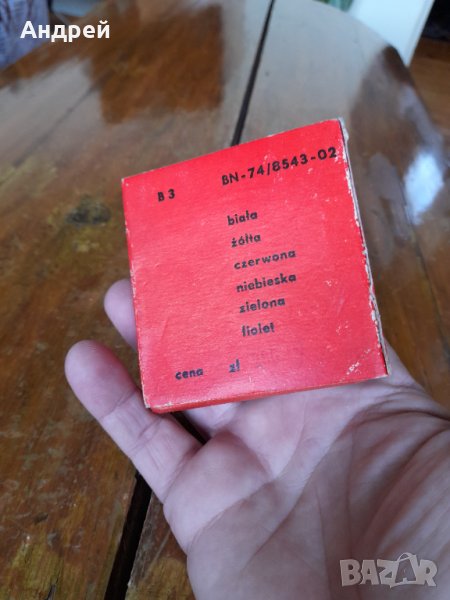 Андрей
B 3 BN-74/8543-02
biała
żółta
czerwona
niebieska
zielona
fiolet
cena zł
BAZAR